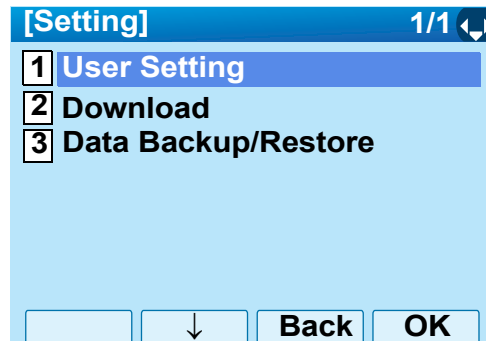 [Setting] 1/1
1 User Setting
2 Download
3 Data Backup/Restore
↓ Back OK